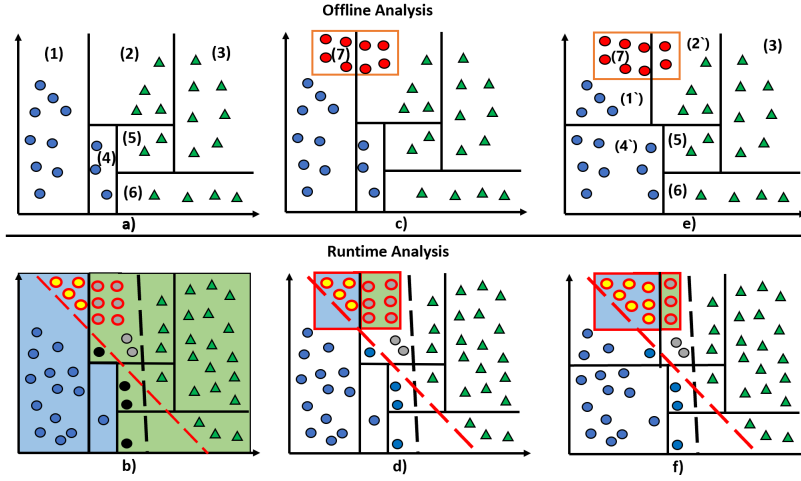 Offline Analysis
(1) (2) (3)
(4) (5)
(6)
a)
(7)
c)
(7) (2`) (3)
(1`)
(4`) (5)
(6)
e)
Runtime Analysis
b)
d)
f)